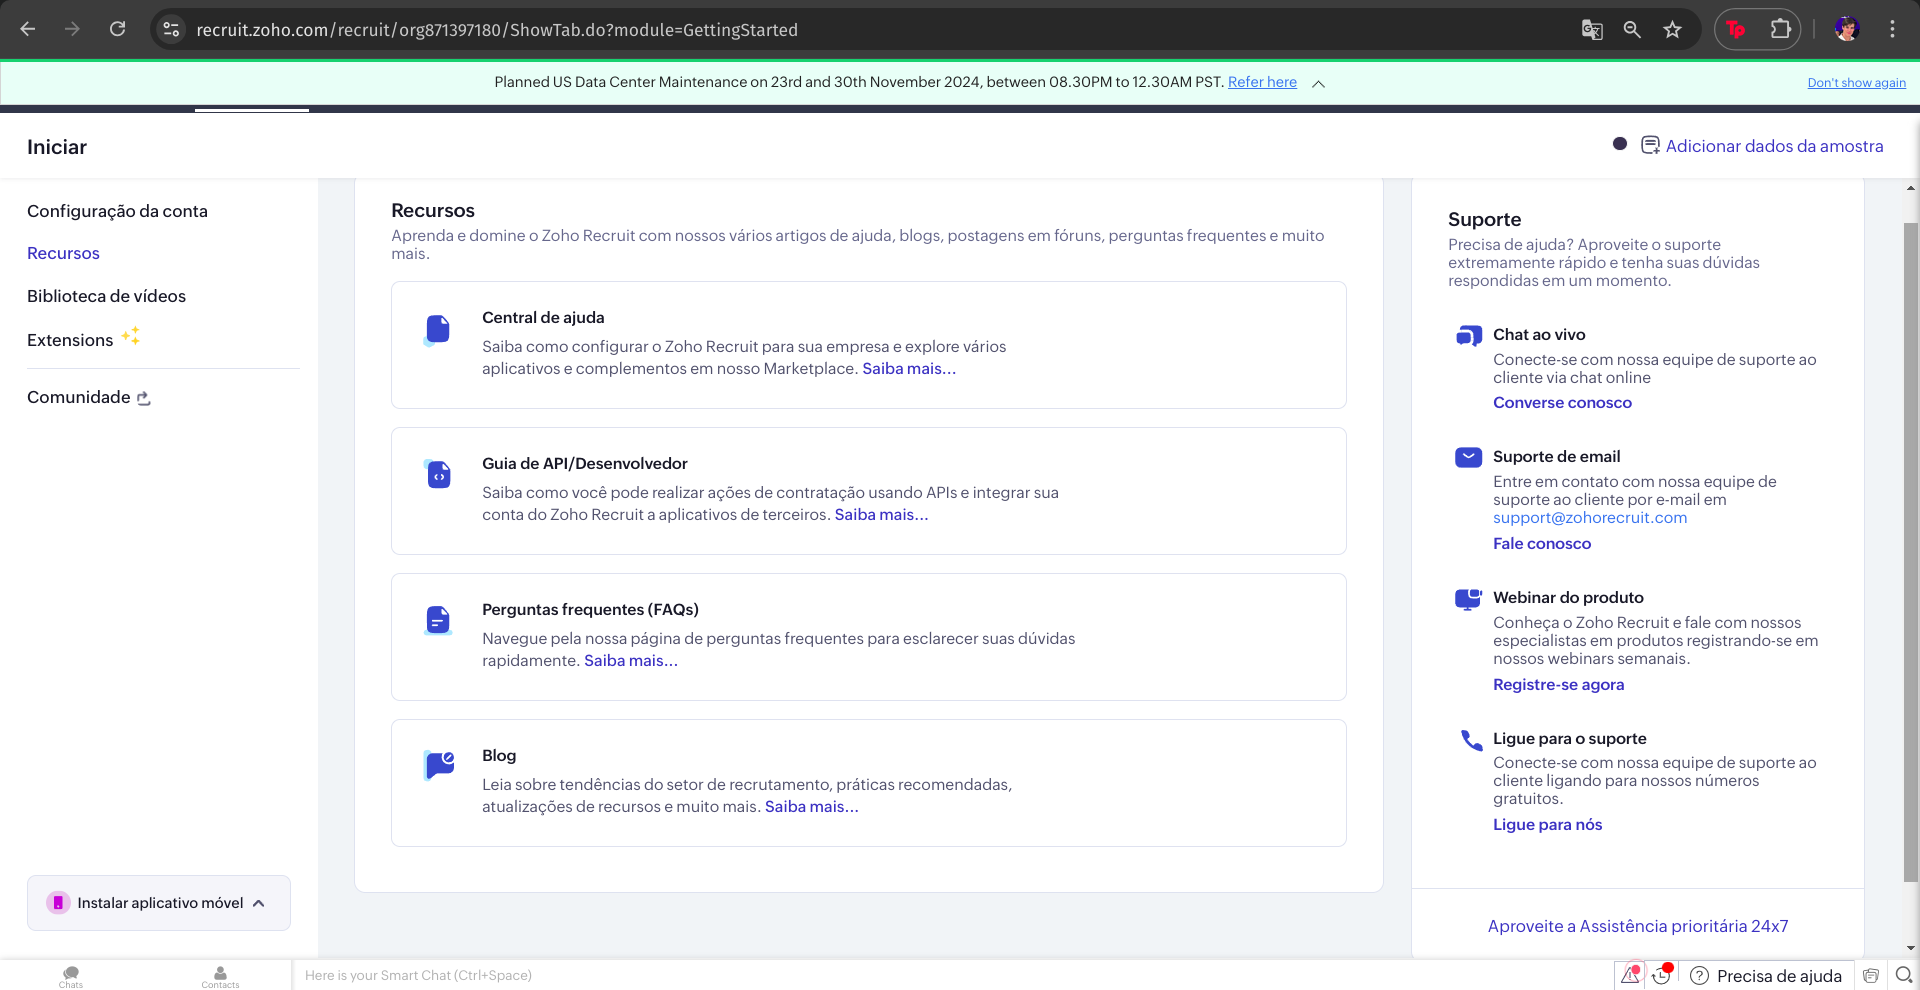 recruit.zoho.com/recruit/org871397180/ShowTab.do?module=GettingStarted
Tp
Planned US Data Center Maintenance on 23rd and 30th November 2024, between 08.30PM to 12.30AM PST. Refer here
Don't show again
Iniciar
Adicionar dados da amostra
Configuração da conta
Recursos
Biblioteca de vídeos
Extensions
Comunidade
Instalar aplicativo móvel
Recursos
Aprenda e domine o Zoho Recruit com nossos vários artigos de ajuda, blogs, postagens em fóruns, perguntas frequentes e muito
mais.
Central de ajuda
Saiba como configurar o Zoho Recruit para sua empresa e explore vários
aplicativos e complementos em nosso Marketplace. Saiba mais...
Guia de API/Desenvolvedor
Saiba como você pode realizar ações de contratação usando APIs e integrar sua
conta do Zoho Recruit a aplicativos de terceiros. Saiba mais...
Perguntas frequentes (FAQs)
Navegue pela nossa página de perguntas frequentes para esclarecer suas dúvidas
rapidamente. Saiba mais...
Blog
Leia sobre tendências do setor de recrutamento, práticas recomendadas,
atualizações de recursos e muito mais. Saiba mais...
Suporte
Precisa de ajuda? Aproveite o suporte
extremamente rápido e tenha suas dúvidas
respondidas em um momento.
Chat ao vivo
Conecte-se com nossa equipe de suporte ao
cliente via chat online
Converse conosco
Suporte de email
Entre em contato com nossa equipe de
suporte ao cliente por e-mail em
support@zohorecruit.com
Fale conosco
Webinar do produto
Conheça o Zoho Recruit e fale com nossos
especialistas em produtos registrando-se em
nossos webinars semanais.
Registre-se agora
Ligue para o suporte
Conecte-se com nossa equipe de suporte ao
cliente ligando para nossos números
gratuitos.
Ligue para nós
Aproveite a Assistência prioritária 24x7
Chats
Contacts
Here is your Smart Chat (Ctrl+Space)
Precisa de ajuda